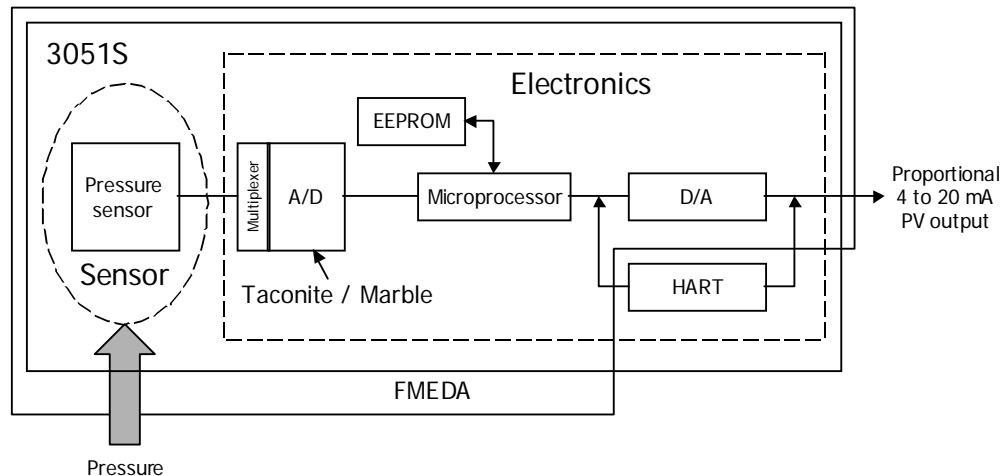 3051S
Electronics
EEPROM
Pressure
sensor
Multiplexer
A/D
Microprocessor
D/A
Proportional
4 to 20 mA
PV output
Sensor
Taconite / Marble
HART
FMEDA
Pressure